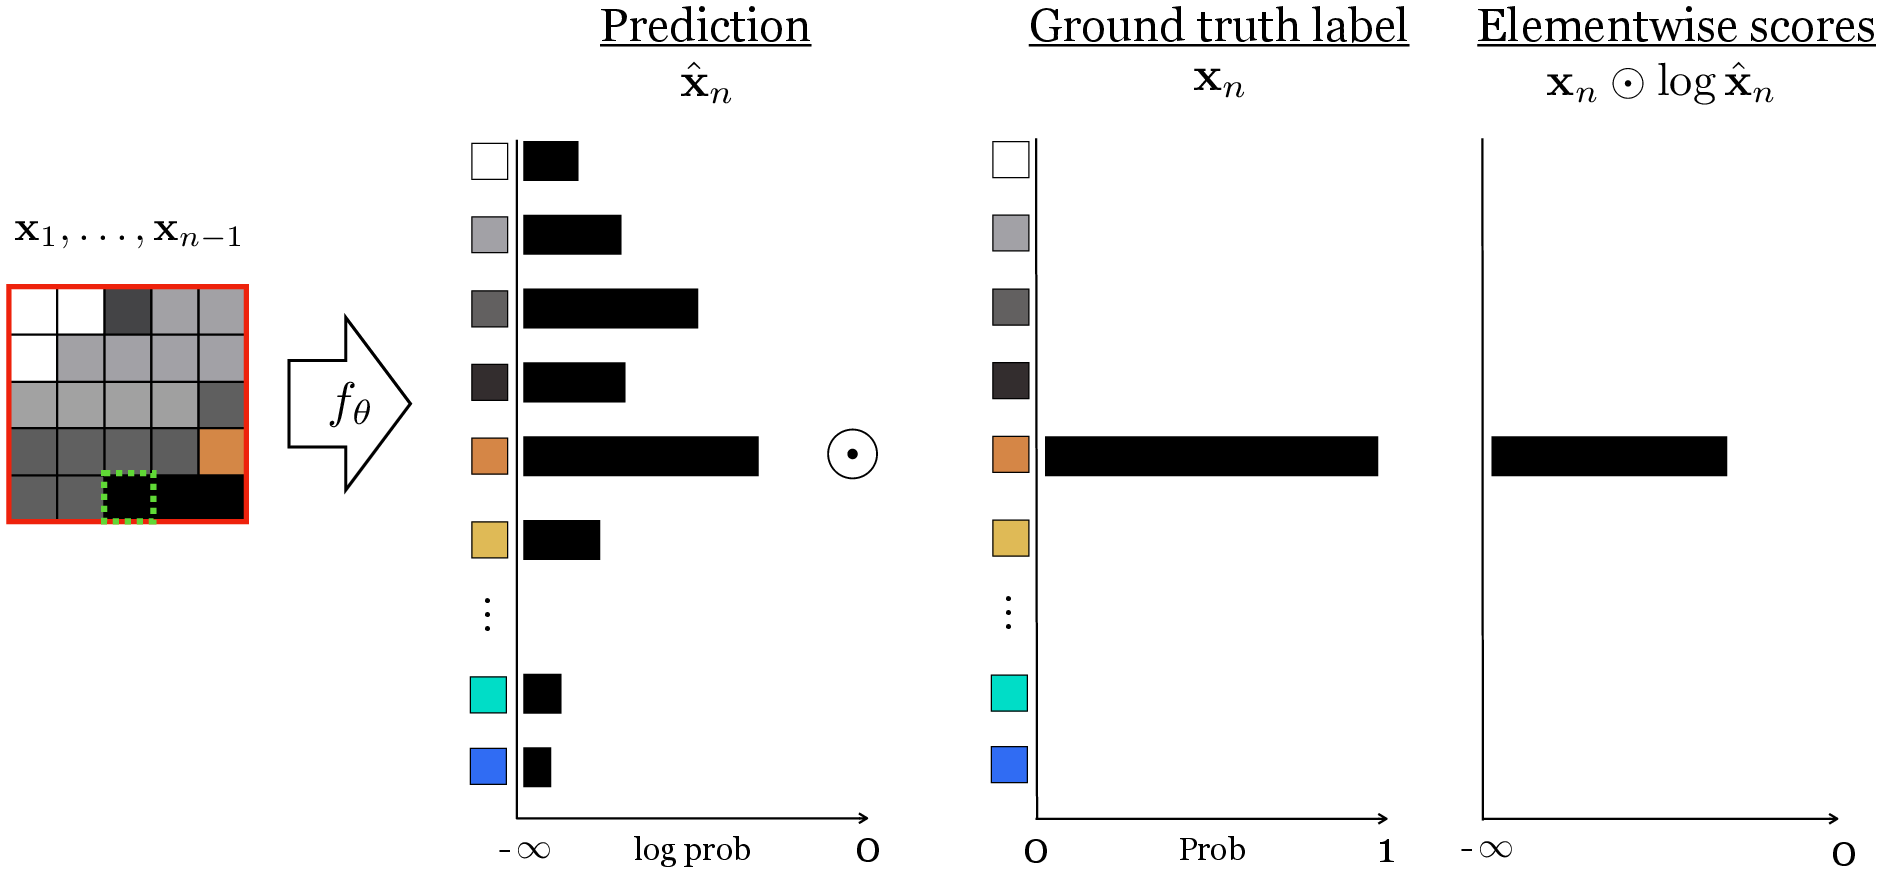 Prediction
x̂ₙ
Ground truth label
xₙ
Elementwise scores
xₙ ⊙ log x̂ₙ
x₁, . . . , xₙ₋₁
f_θ
⊙
⋮
⋮
-∞ log prob 0
0 Prob 1
-∞ 0